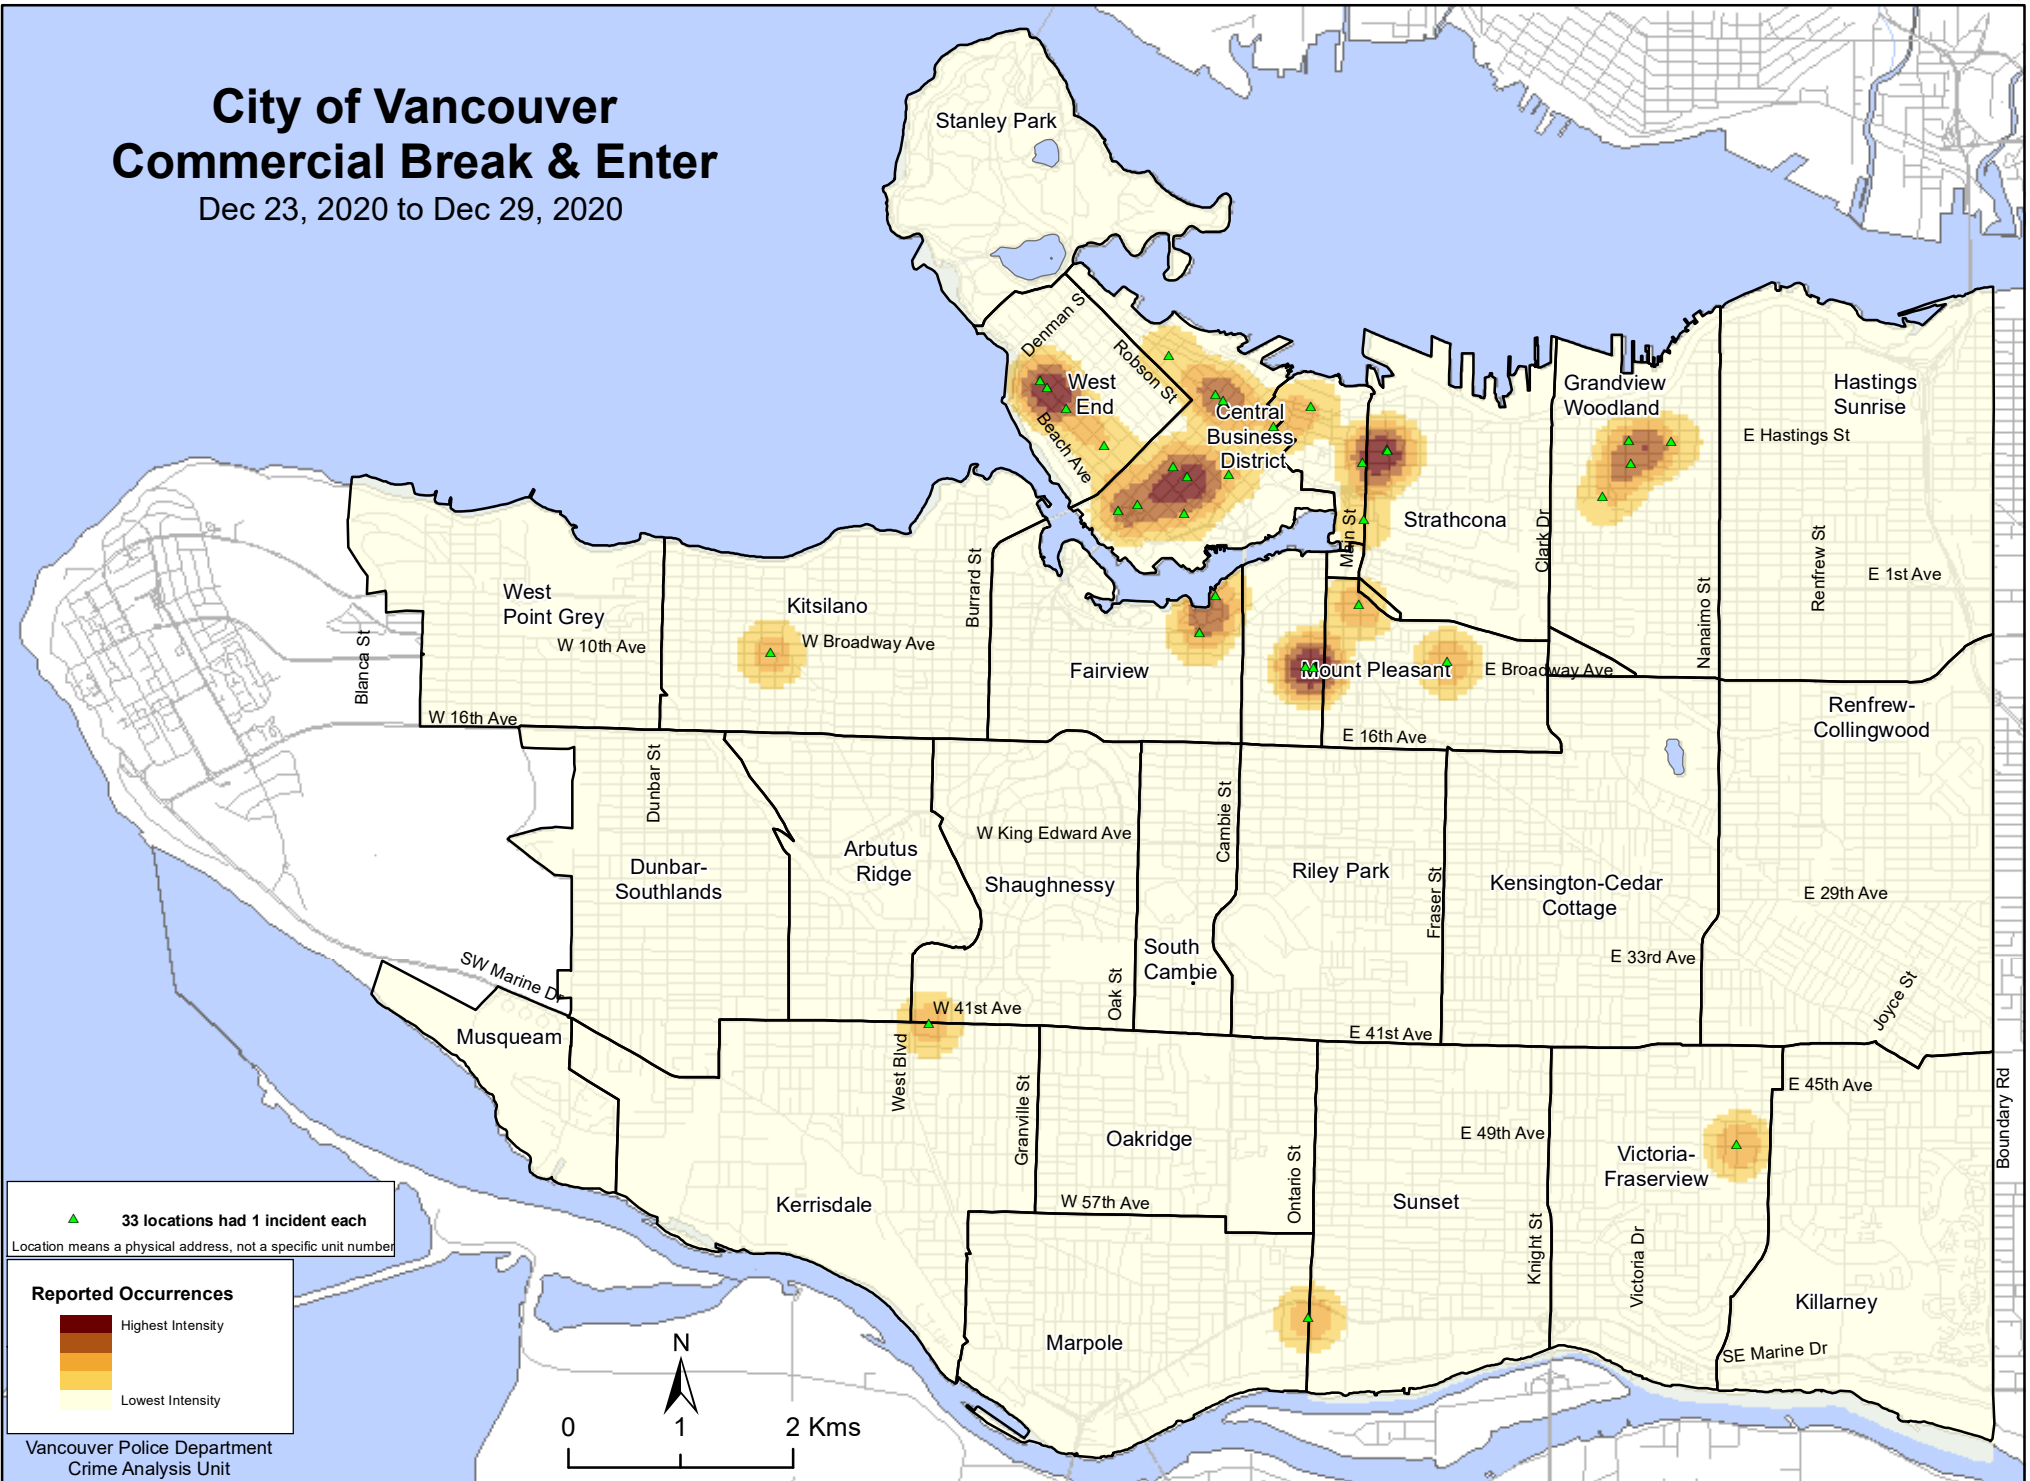 City of Vancouver
Commercial Break & Enter
Dec 23, 2020 to Dec 29, 2020
Stanley Park
Denman S
Robson St
West
End
Beach Ave
Central
Business
District
Grandview
Woodland
Hastings
Sunrise
E Hastings St
Main St
Strathcona
Clark Dr
Nanaimo St
Renfrew St
E 1st Ave
West
Point Grey
W 10th Ave
Kitsilano
W Broadway Ave
Burrard St
Blanca St
Fairview
Mount Pleasant
E Broadway Ave
W 16th Ave
E 16th Ave
Renfrew-
Collingwood
Dunbar St
Dunbar-
Southlands
Arbutus
Ridge
W King Edward Ave
Shaughnessy
Cambie St
Riley Park
Fraser St
Kensington-Cedar
Cottage
E 29th Ave
South
Cambie
Oak St
E 33rd Ave
Joyce St
SW Marine Dr
Musqueam
W 41st Ave
E 41st Ave
West Blvd
Granville St
Oakridge
Ontario St
E 49th Ave
E 45th Ave
Boundary Rd
Victoria-
Fraserview
Kerrisdale
W 57th Ave
Sunset
Knight St
Victoria Dr
Killarney
Marpole
SE Marine Dr
33 locations had 1 incident each
Location means a physical address, not a specific unit number
Reported Occurrences
Highest Intensity
Lowest Intensity
Vancouver Police Department
Crime Analysis Unit
N
0 1 2 Kms